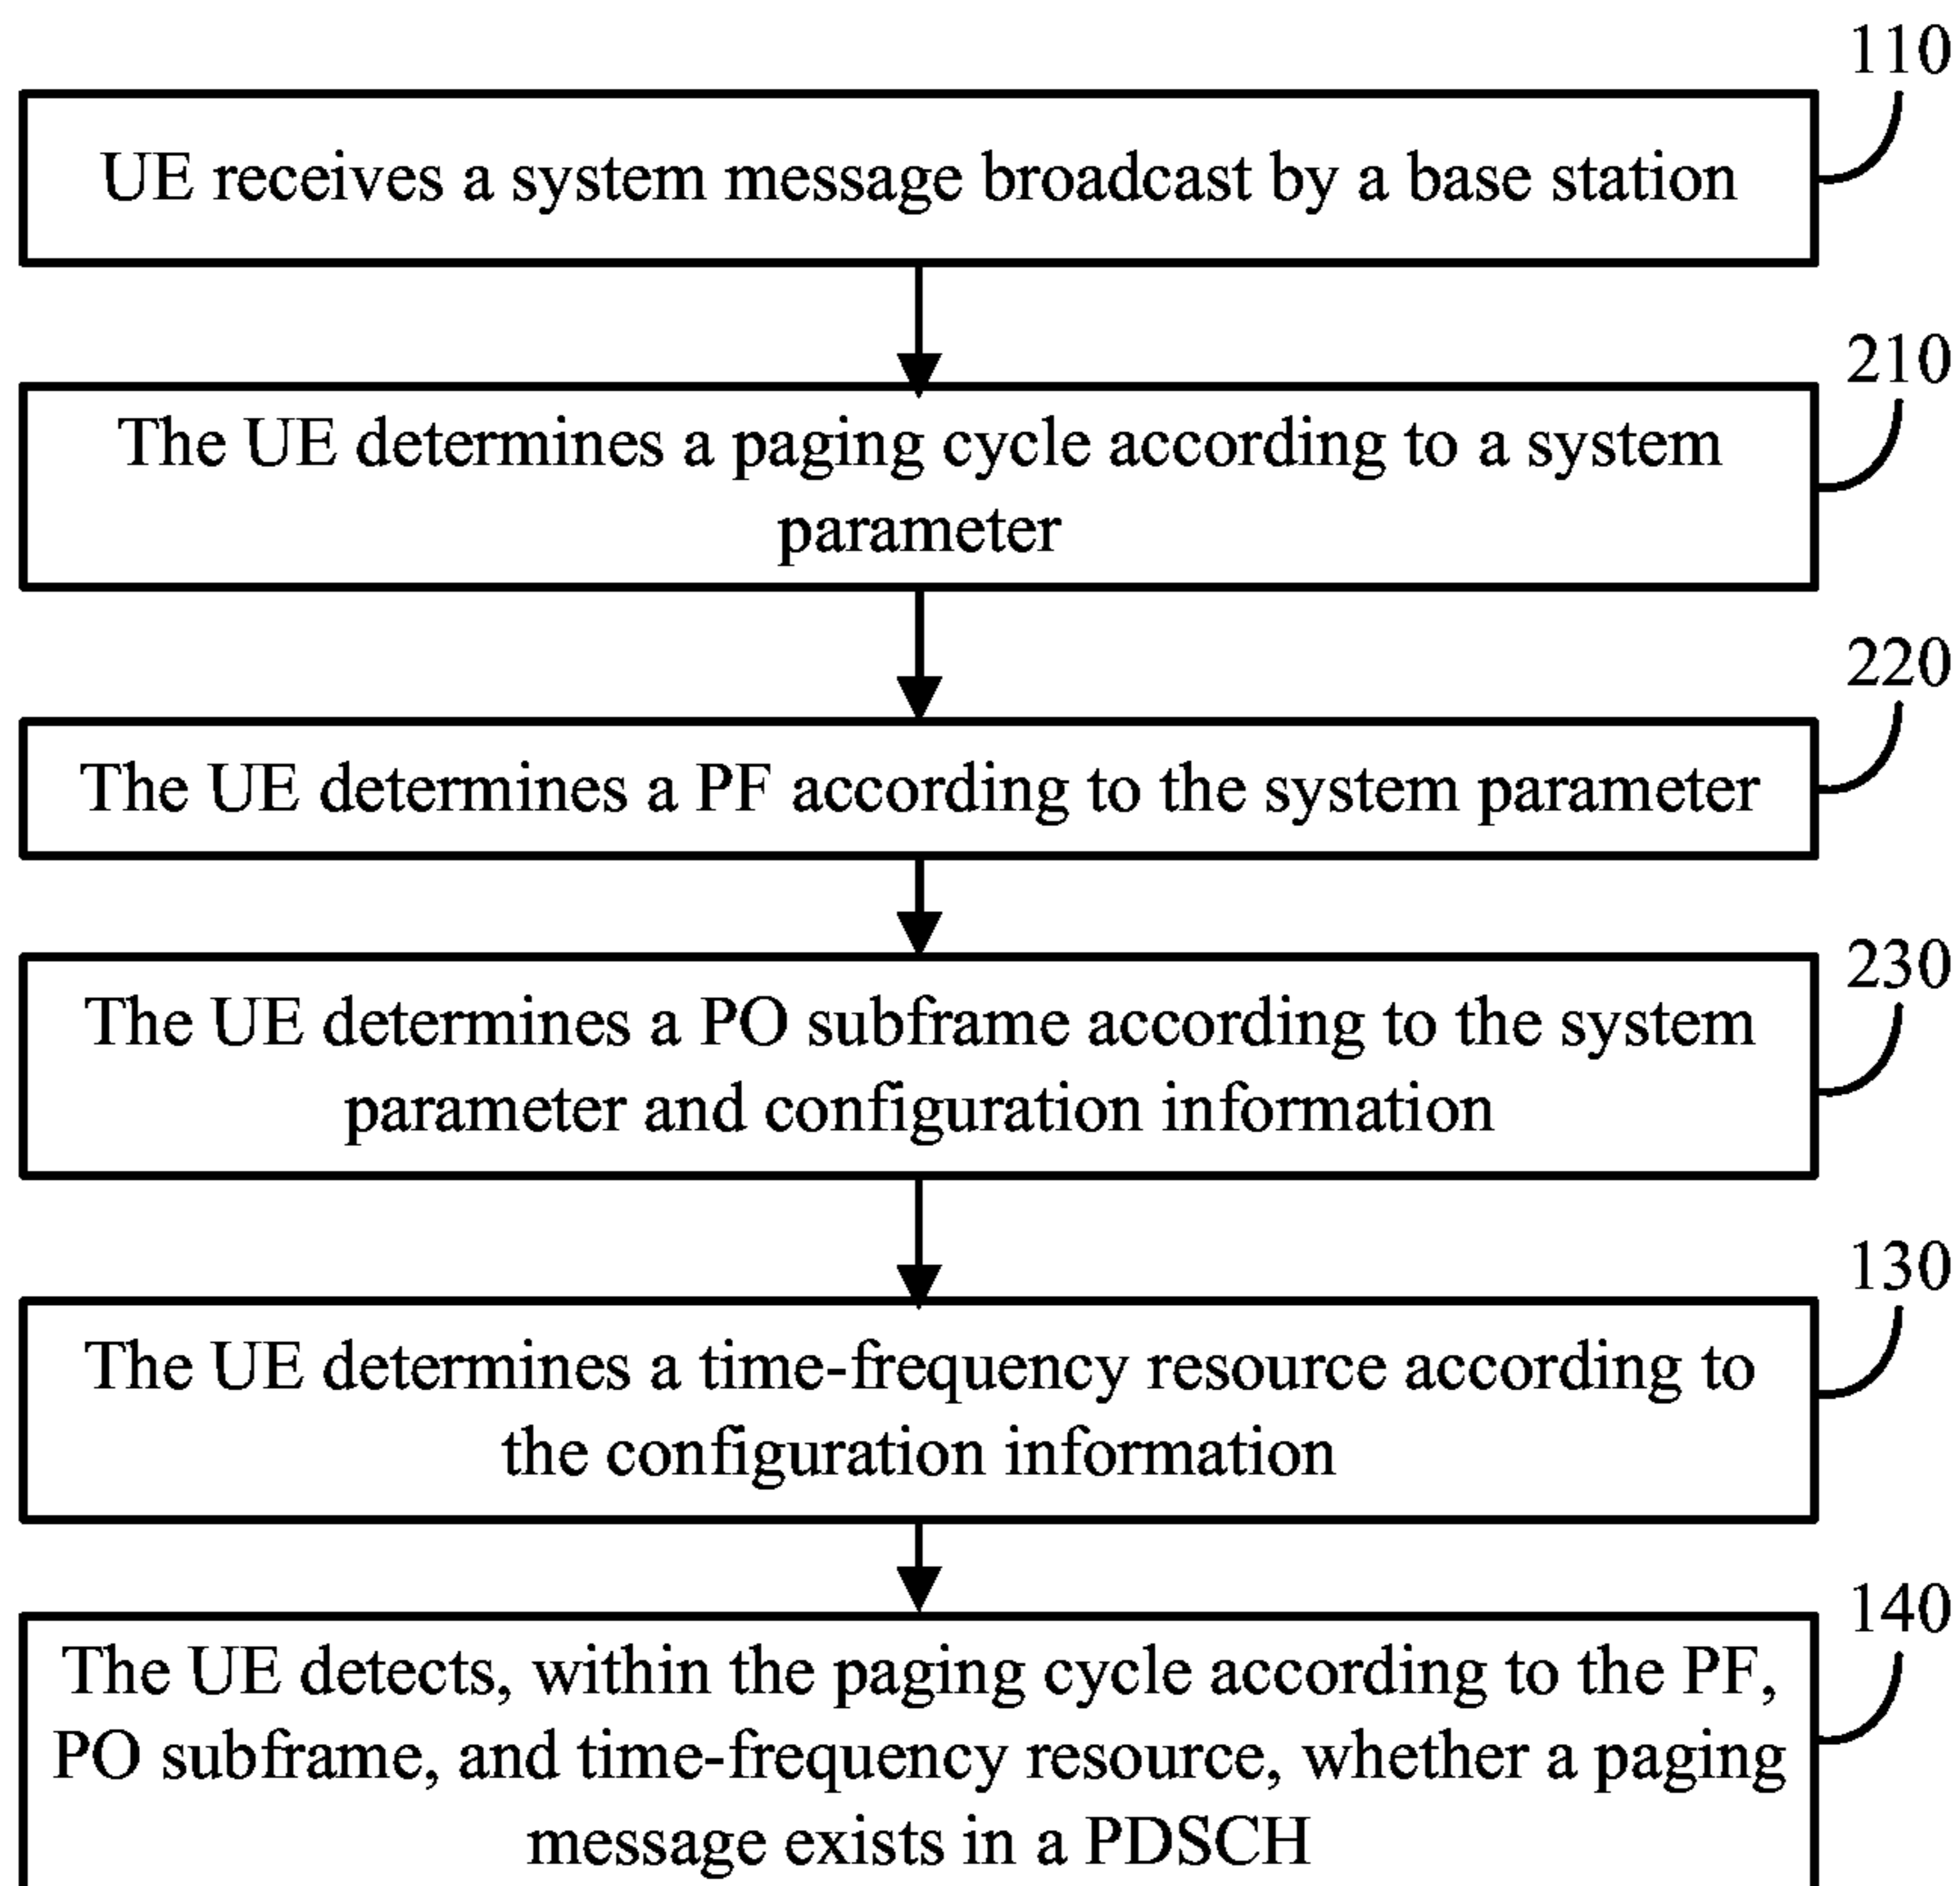 110
UE receives a system message broadcast by a base station
210
The UE determines a paging cycle according to a system
parameter
220
The UE determines a PF according to the system parameter
230
The UE determines a PO subframe according to the system
parameter and configuration information
130
The UE determines a time-frequency resource according to
the configuration information
140
The UE detects, within the paging cycle according to the PF,
PO subframe, and time-frequency resource, whether a paging
message exists in a PDSCH